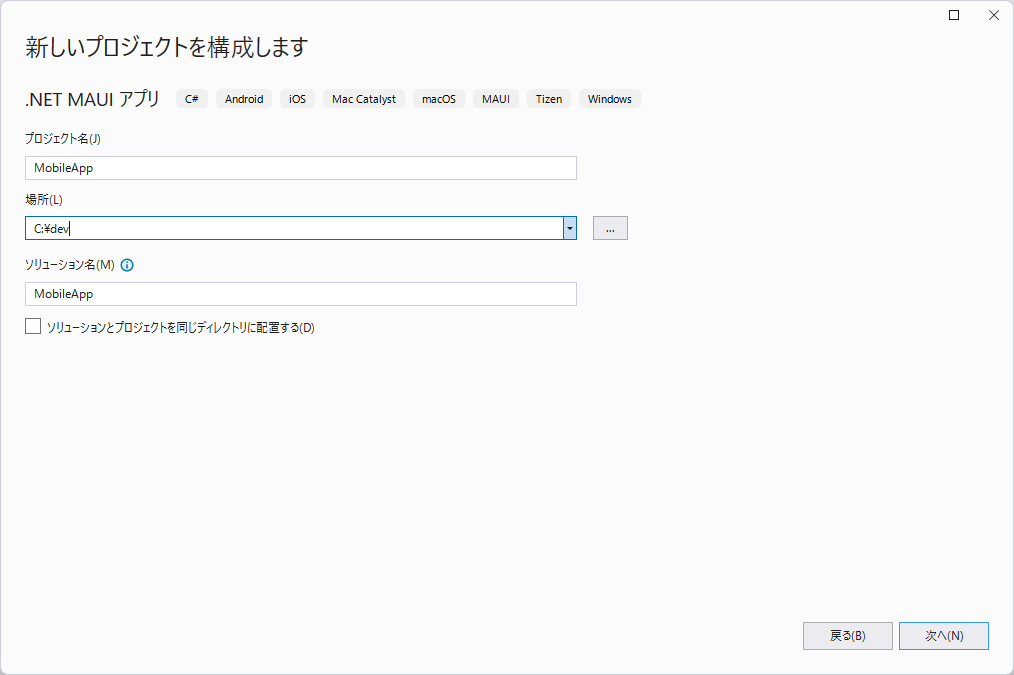 新しいプロジェクトを構成します
.NET MAUI アプリ C# Android iOS Mac Catalyst macOS MAUI Tizen Windows
プロジェクト名(J)
MobileApp
場所(L)
C:¥dev
...
ソリューション名(M)
MobileApp
ソリューションとプロジェクトを同じディレクトリに配置する(D)
戻る(B) 次へ(N)